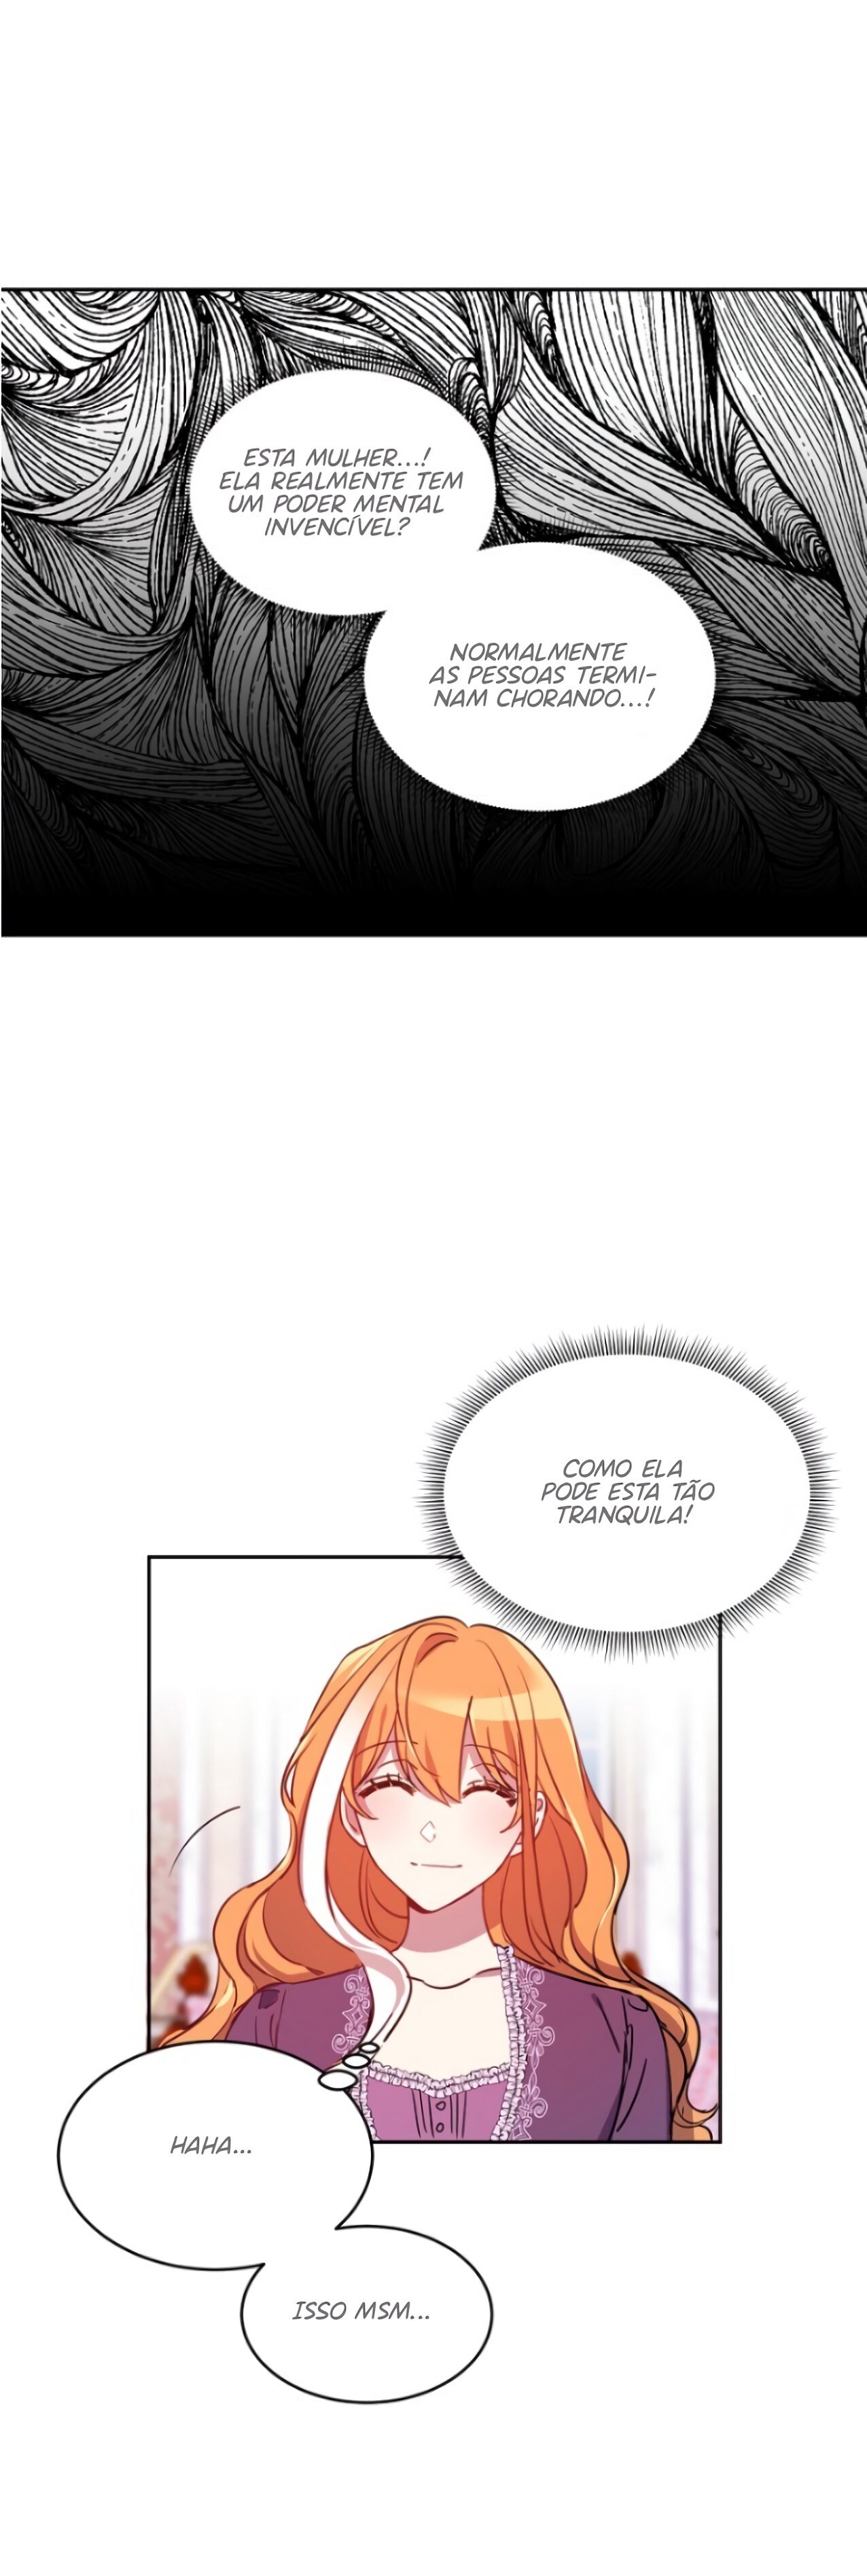 ESTA MULHER...!
ELA REALMENTE TEM
UM PODER MENTAL
INVENCÍVEL?
NORMALMENTE
AS PESSOAS TERMI-
NAM CHORANDO...!
COMO ELA
PODE ESTA TÃO
TRANQUILA!
HAHA...
ISSO MSM...